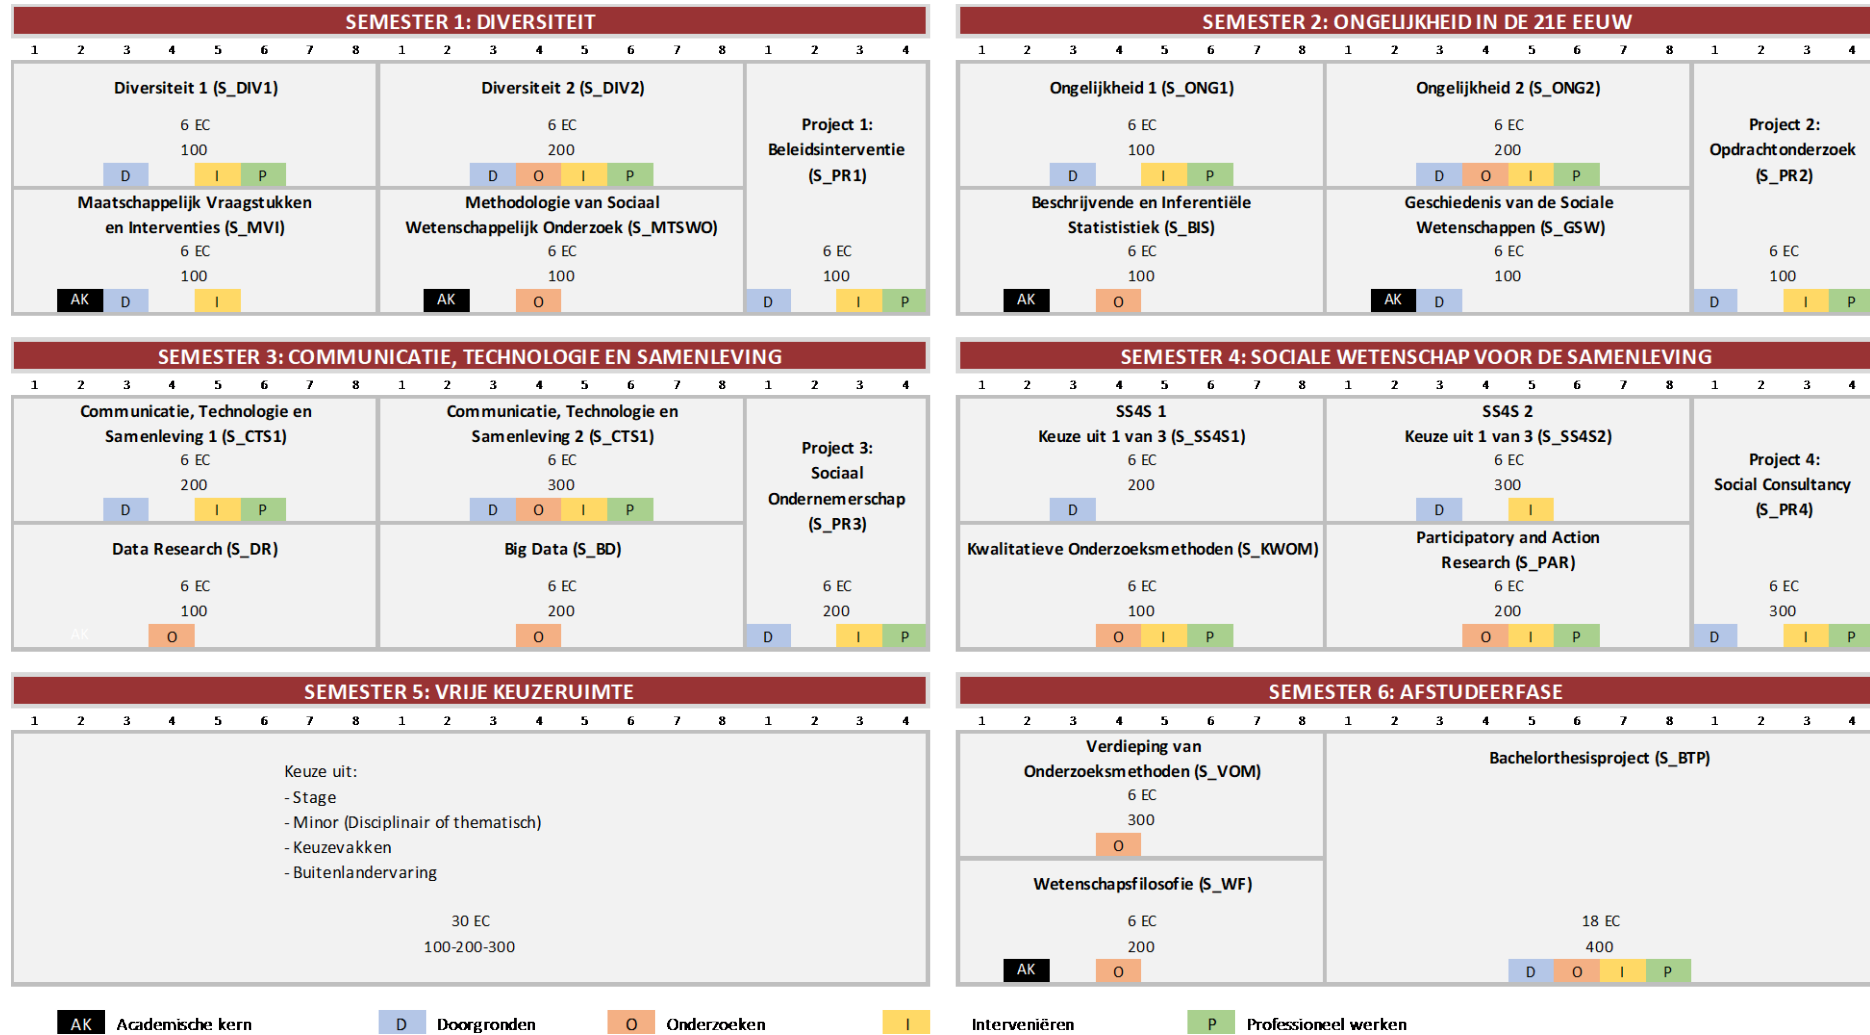 SEMESTER 1: DIVERSITEIT
1 2 3 4 5 6 7 8 1 2 3 4 5 6 7 8 1 2 3 4
Diversiteit 1 (S_DIV1)
6 EC
100
D I P
Diversiteit 2 (S_DIV2)
6 EC
200
D O I P
Maatschappelijk Vraagstukken
en Interventies (S_MVI)
6 EC
100
AK D I
Methodologie van Sociaal
Wetenschappelijk Onderzoek (S_MTSWO)
6 EC
100
AK O
Project 1:
Beleidsinterventie
(S_PR1)
6 EC
100
D I P
SEMESTER 2: ONGELIJKHEID IN DE 21E EEUW
1 2 3 4 5 6 7 8 1 2 3 4 5 6 7 8 1 2 3 4
Ongelijkheid 1 (S_ONG1)
6 EC
100
D I P
Ongelijkheid 2 (S_ONG2)
6 EC
200
D O I P
Beschrijvende en Inferentiële
Statististiek (S_BIS)
6 EC
100
AK O
Geschiedenis van de Sociale
Wetenschappen (S_GSW)
6 EC
100
AK D
Project 2:
Opdrachtonderzoek
(S_PR2)
6 EC
100
D I P
SEMESTER 3: COMMUNICATIE, TECHNOLOGIE EN SAMENLEVING
1 2 3 4 5 6 7 8 1 2 3 4 5 6 7 8 1 2 3 4
Communicatie, Technologie en
Samenleving 1 (S_CTS1)
6 EC
200
D I P
Communicatie, Technologie en
Samenleving 2 (S_CTS1)
6 EC
300
D O I P
Data Research (S_DR)
6 EC
100
AK O
Big Data (S_BD)
6 EC
200
O
Project 3:
Sociaal
Ondernemerschap
(S_PR3)
6 EC
200
D I P
SEMESTER 4: SOCIALE WETENSCHAP VOOR DE SAMENLEVING
1 2 3 4 5 6 7 8 1 2 3 4 5 6 7 8 1 2 3 4
SS4S 1
Keuze uit 1 van 3 (S_SS4S1)
6 EC
200
D
SS4S 2
Keuze uit 1 van 3 (S_SS4S2)
6 EC
300
D I
Kwalitatieve Onderzoeksmethoden (S_KWOM)
6 EC
100
O I P
Participatory and Action
Research (S_PAR)
6 EC
200
O I P
Project 4:
Social Consultancy
(S_PR4)
6 EC
300
D I P
SEMESTER 5: VRIJE KEUZERUIMTE
1 2 3 4 5 6 7 8 1 2 3 4 5 6 7 8 1 2 3 4
Keuze uit:
- Stage
- Minor (Disciplinair of thematisch)
- Keuzevakken
- Buitenlandervaring
30 EC
100-200-300
SEMESTER 6: AFSTUDEERFASE
1 2 3 4 5 6 7 8 1 2 3 4 5 6 7 8 1 2 3 4
Verdieping van
Onderzoeksmethoden (S_VOM)
6 EC
300
O
Wetenschapsfilosofie (S_WF)
6 EC
200
AK O
Bachelorthesisproject (S_BTP)
18 EC
400
D O I P
AK Academische kern D Doorgronden O Onderzoeken I Interveniëren P Professioneel werken